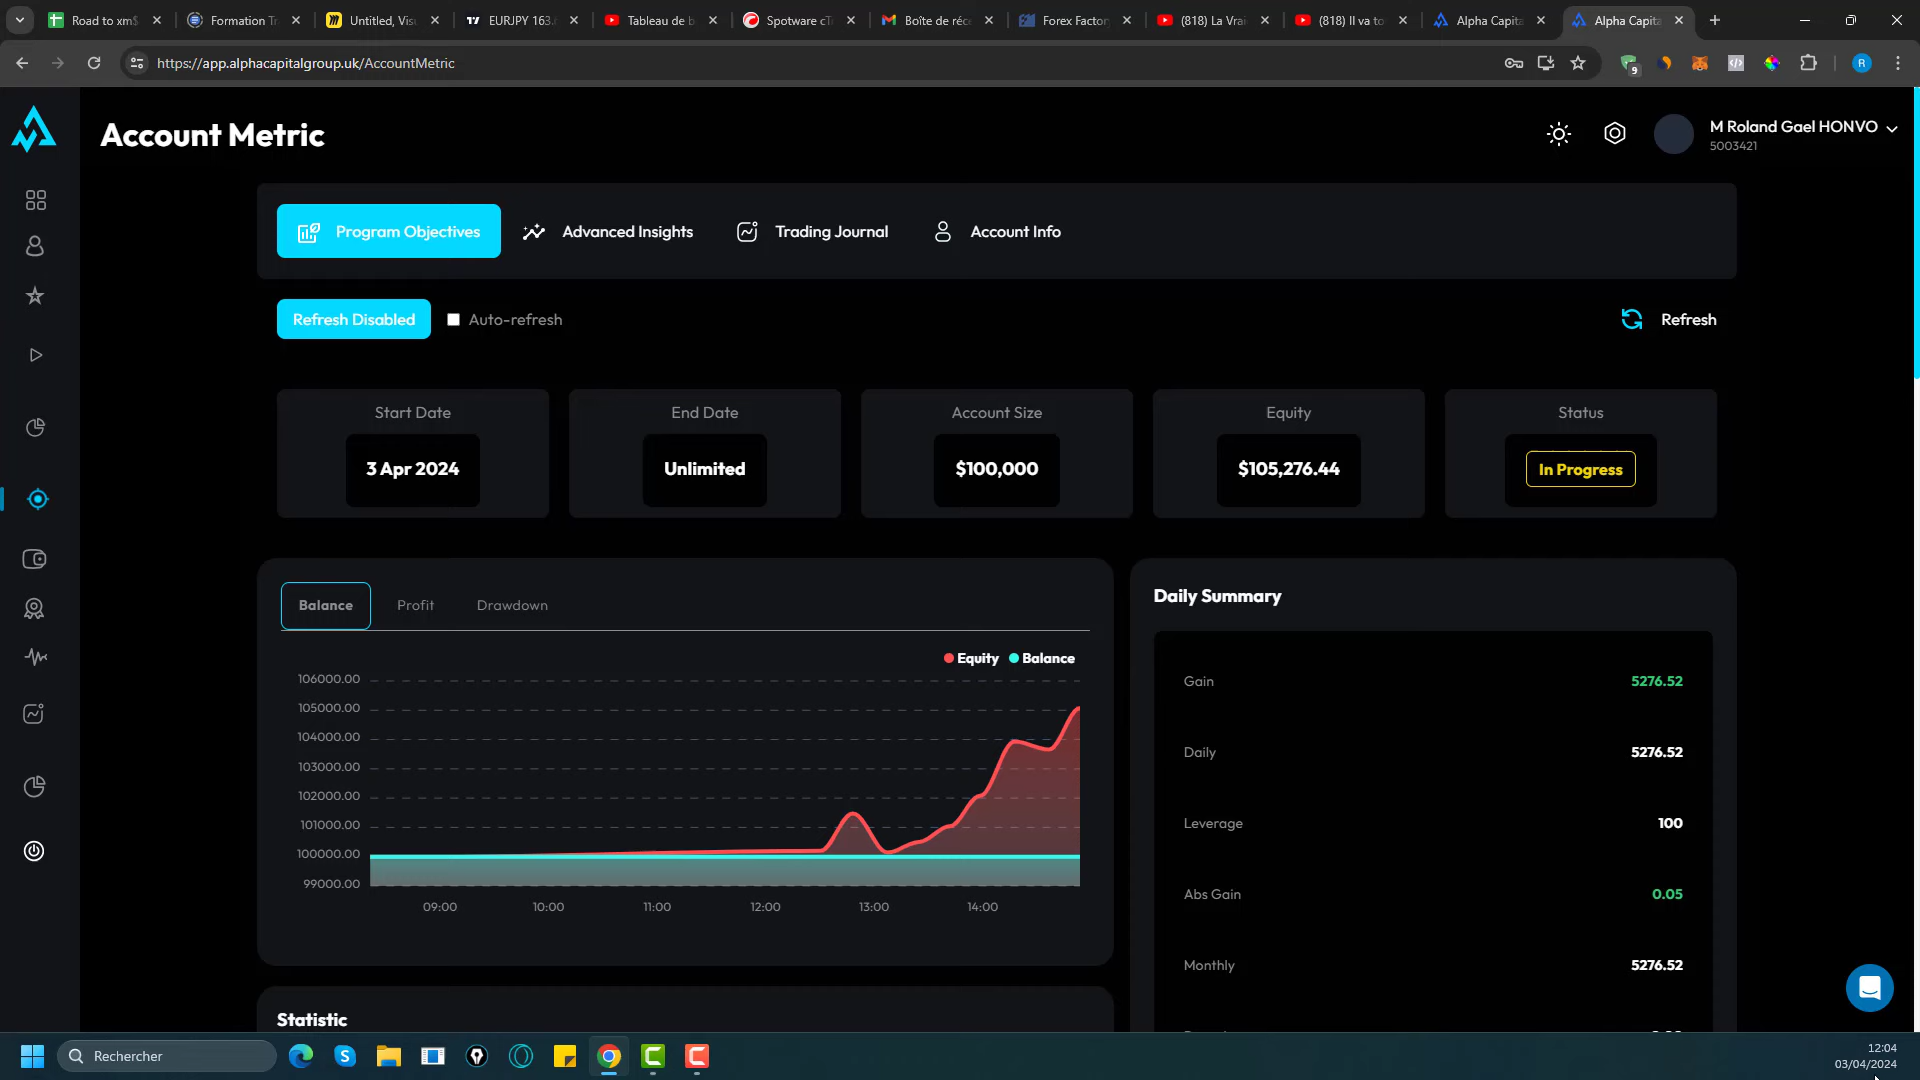 Road to xm$
Formation Tr
Untitled, Visu
EURJPY 163.
Tableau de b
Spotware cT
Boîte de réce
Forex Factor
(818) La Vrai
(818) Il va to
Alpha Capita
Alpha Capita
https://app.alphacapitalgroup.uk/AccountMetric
9
R
Account Metric
M Roland Gael HONVO
5003421
Program Objectives
Advanced Insights
Trading Journal
Account Info
Refresh Disabled
Auto-refresh
Refresh
Start Date
3 Apr 2024
End Date
Unlimited
Account Size
$100,000
Equity
$105,276.44
Status
In Progress
Balance
Profit
Drawdown
Equity
Balance
106000.00
105000.00
104000.00
103000.00
102000.00
101000.00
100000.00
99000.00
09:00
10:00
11:00
12:00
13:00
14:00
Statistic
Daily Summary
Gain
5276.52
Daily
5276.52
Leverage
100
Abs Gain
0.05
Monthly
5276.52
Rechercher
12:04
03/04/2024